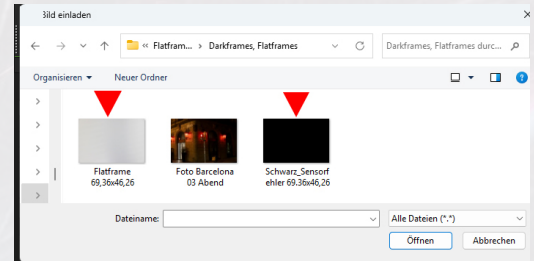 Bild einladen
« Flatfram... > Darkframes, Flatframes
Darkframes, Flatframes durc...
Organisieren
Neuer Ordner
Flatframe
69,36x46,26
Foto Barcelona
03 Abend
Schwarz_Sensorf
ehler 69.36x46,26
Dateiname:
Alle Dateien (*.*)
Öffnen
Abbrechen